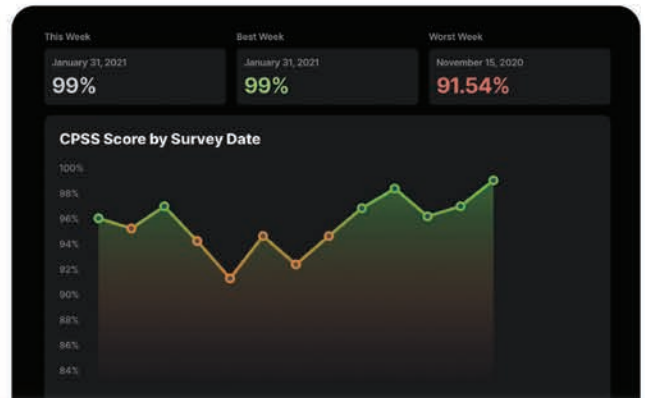 This Week
Best Week
Worst Week
January 31, 2021
January 31, 2021
November 15, 2020
99%
99%
91.54%
CPSS Score by Survey Date
100%
98%
96%
94%
92%
90%
88%
86%
84%